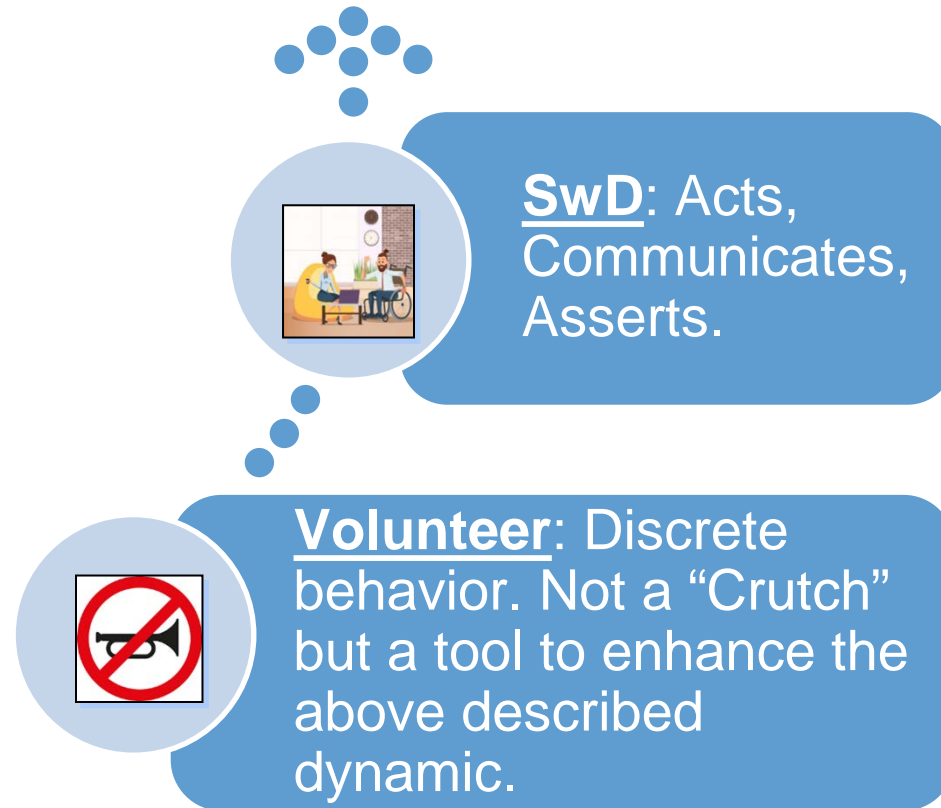 SwD: Acts,
Communicates,
Asserts.
Volunteer: Discrete
behavior. Not a “Crutch”
but a tool to enhance the
above described
dynamic.